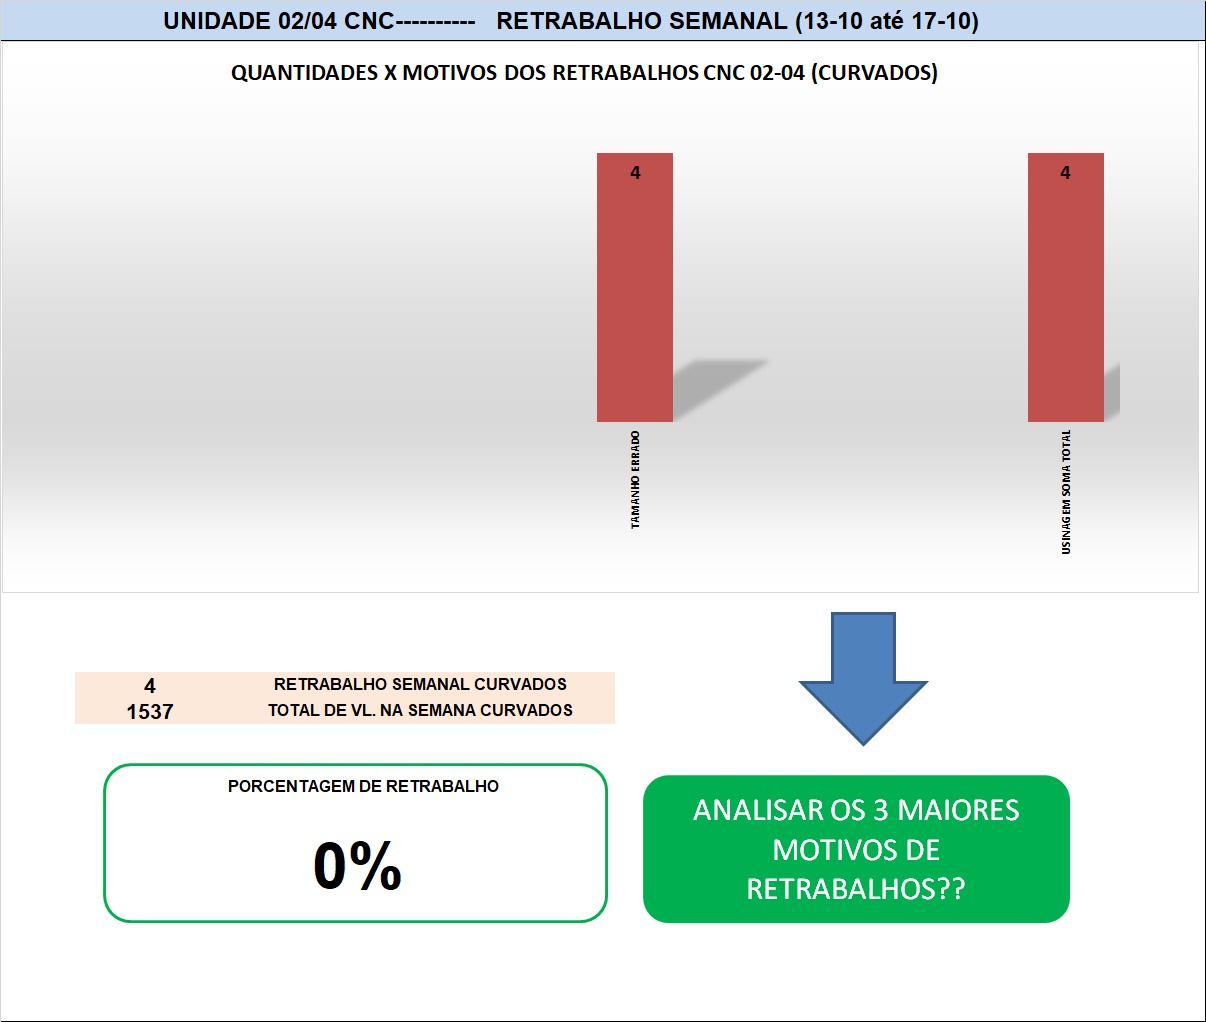 UNIDADE 02/04 CNC---------- RETRABALHO SEMANAL (13-10 até 17-10)
QUANTIDADES X MOTIVOS DOS RETRABALHOS CNC 02-04 (CURVADOS)
4
4
TAMANHO ERRADO
USINAGEM SOMA TOTAL
4 RETRABALHO SEMANAL CURVADOS
1537 TOTAL DE VL. NA SEMANA CURVADOS
PORCENTAGEM DE RETRABALHO
0%
ANALISAR OS 3 MAIORES
MOTIVOS DE
RETRABALHOS??